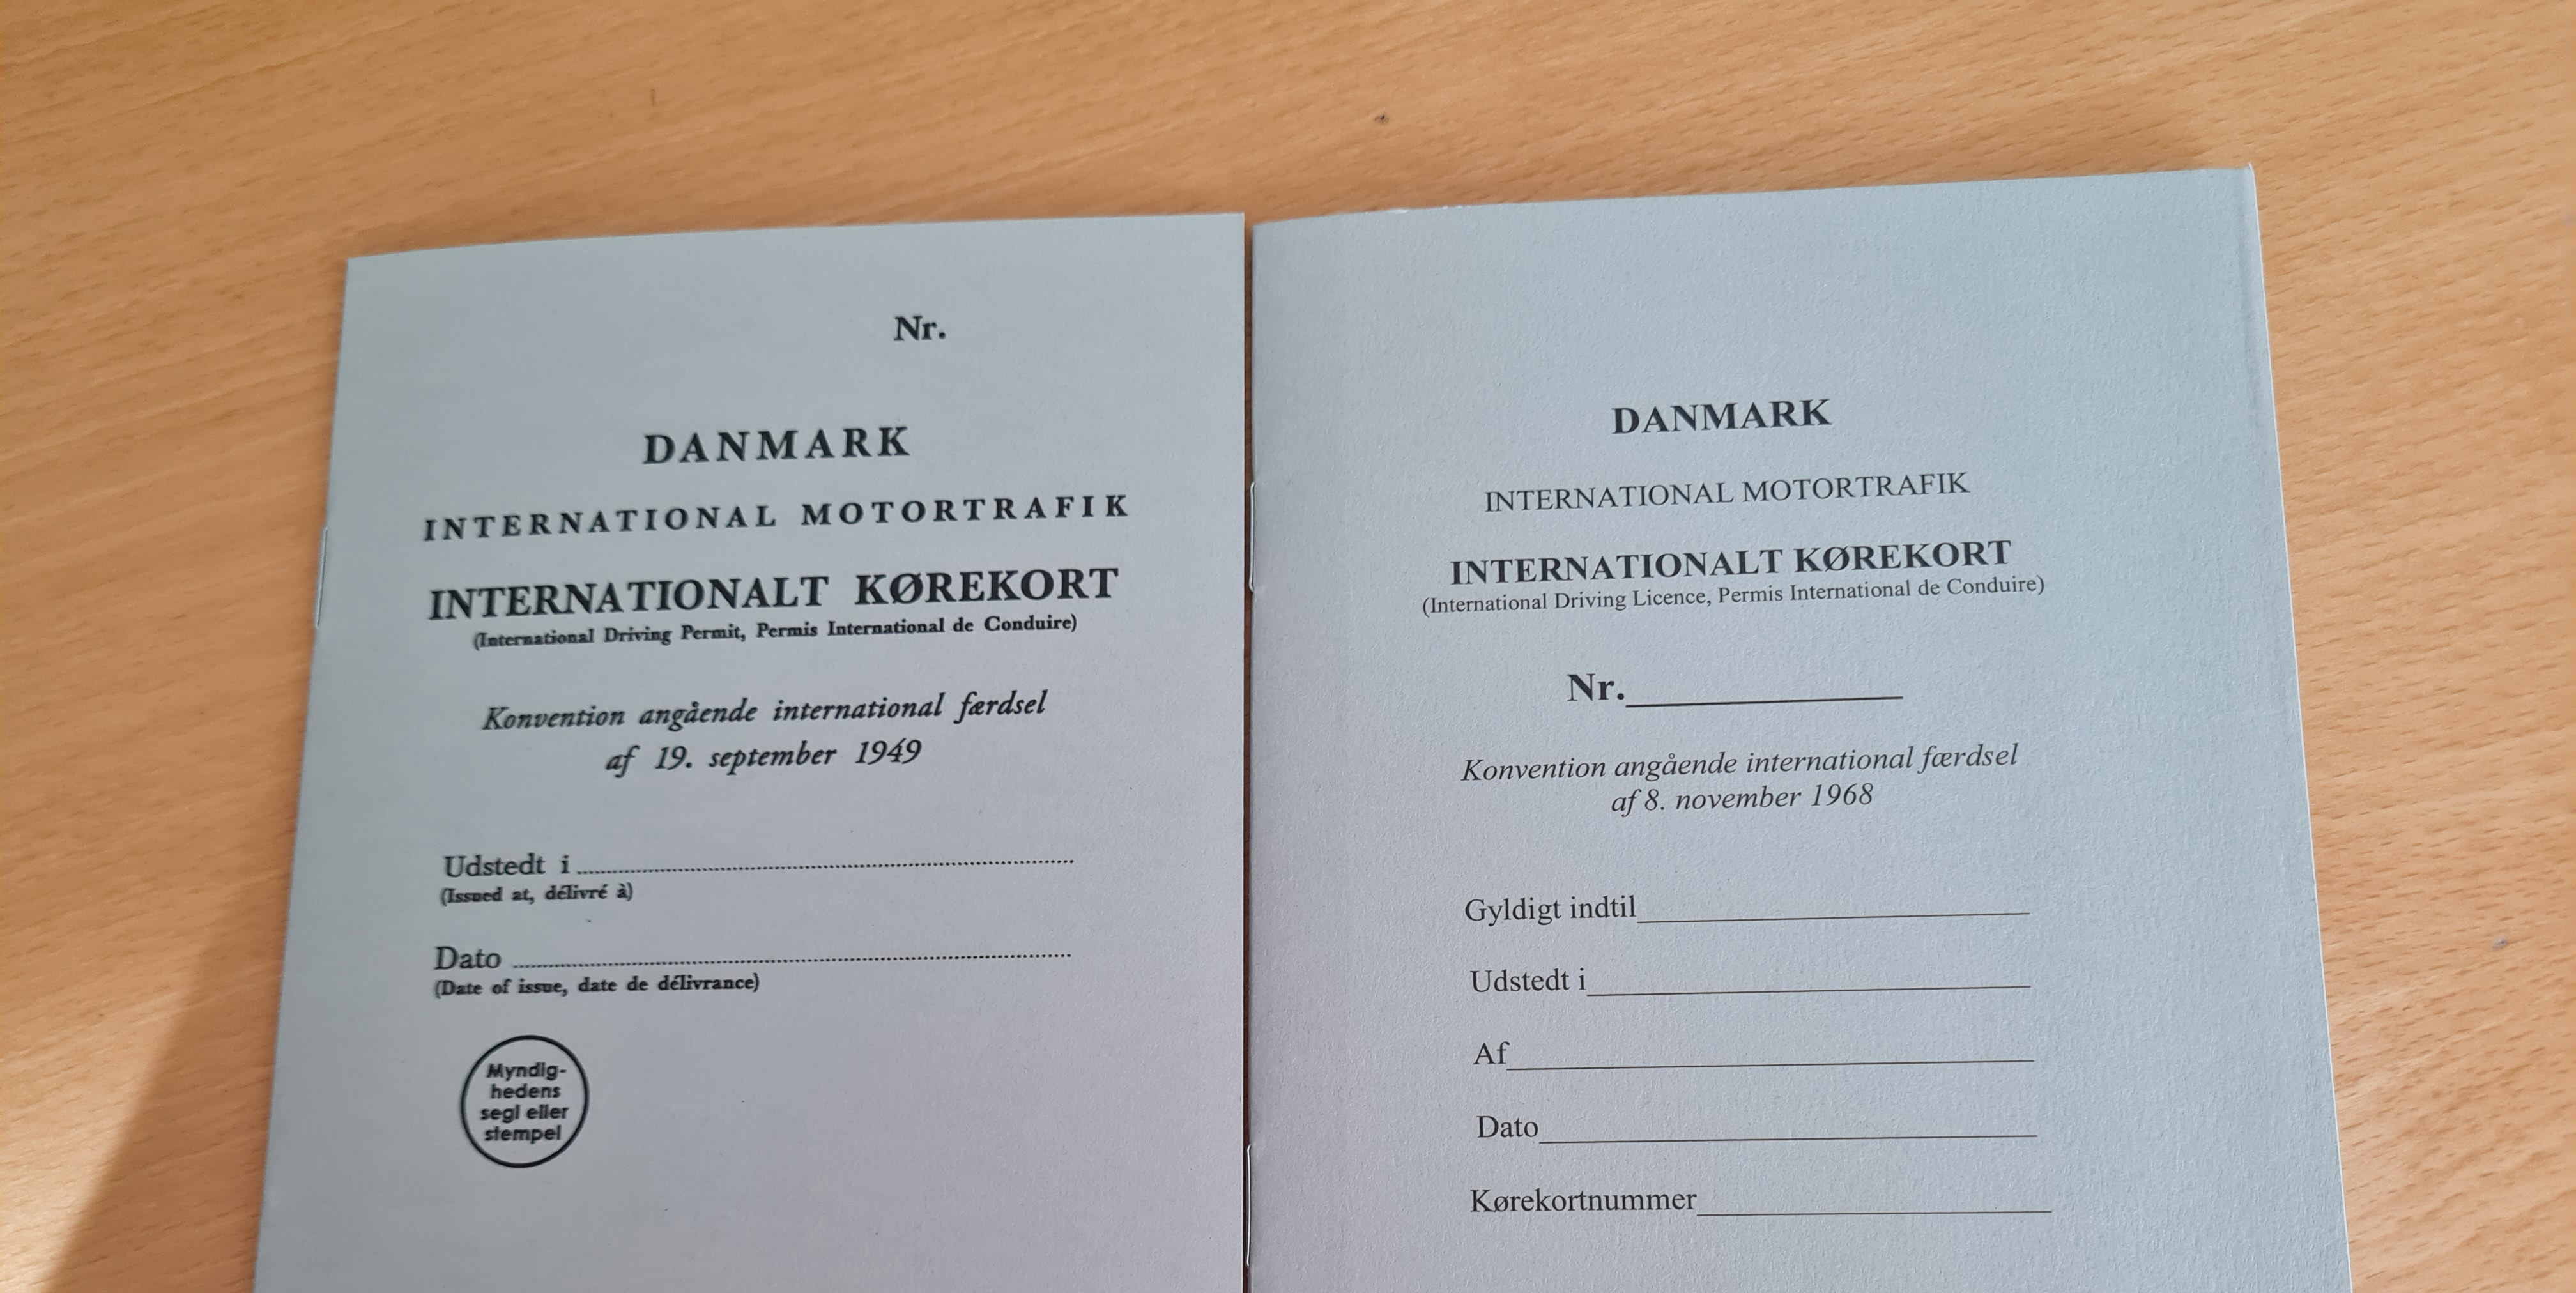 Nr.
DANMARK
INTERNATIONAL MOTORTRAFIK
INTERNATIONALT KØREKORT
(International Driving Permit, Permis International de Conduire)
Konvention angående international færdsel
af 19. september 1949
Udstedt i
(Issued at, délivré à)
Dato
(Date of issue, date de délivrance)
Myndig-
hedens
segl eller
stempel
DANMARK
INTERNATIONAL MOTORTRAFIK
INTERNATIONALT KØREKORT
(International Driving Licence, Permis International de Conduire)
Nr.
Konvention angående international færdsel
af 8. november 1968
Gyldigt indtil
Udstedt i
Af
Dato
Kørekortnummer